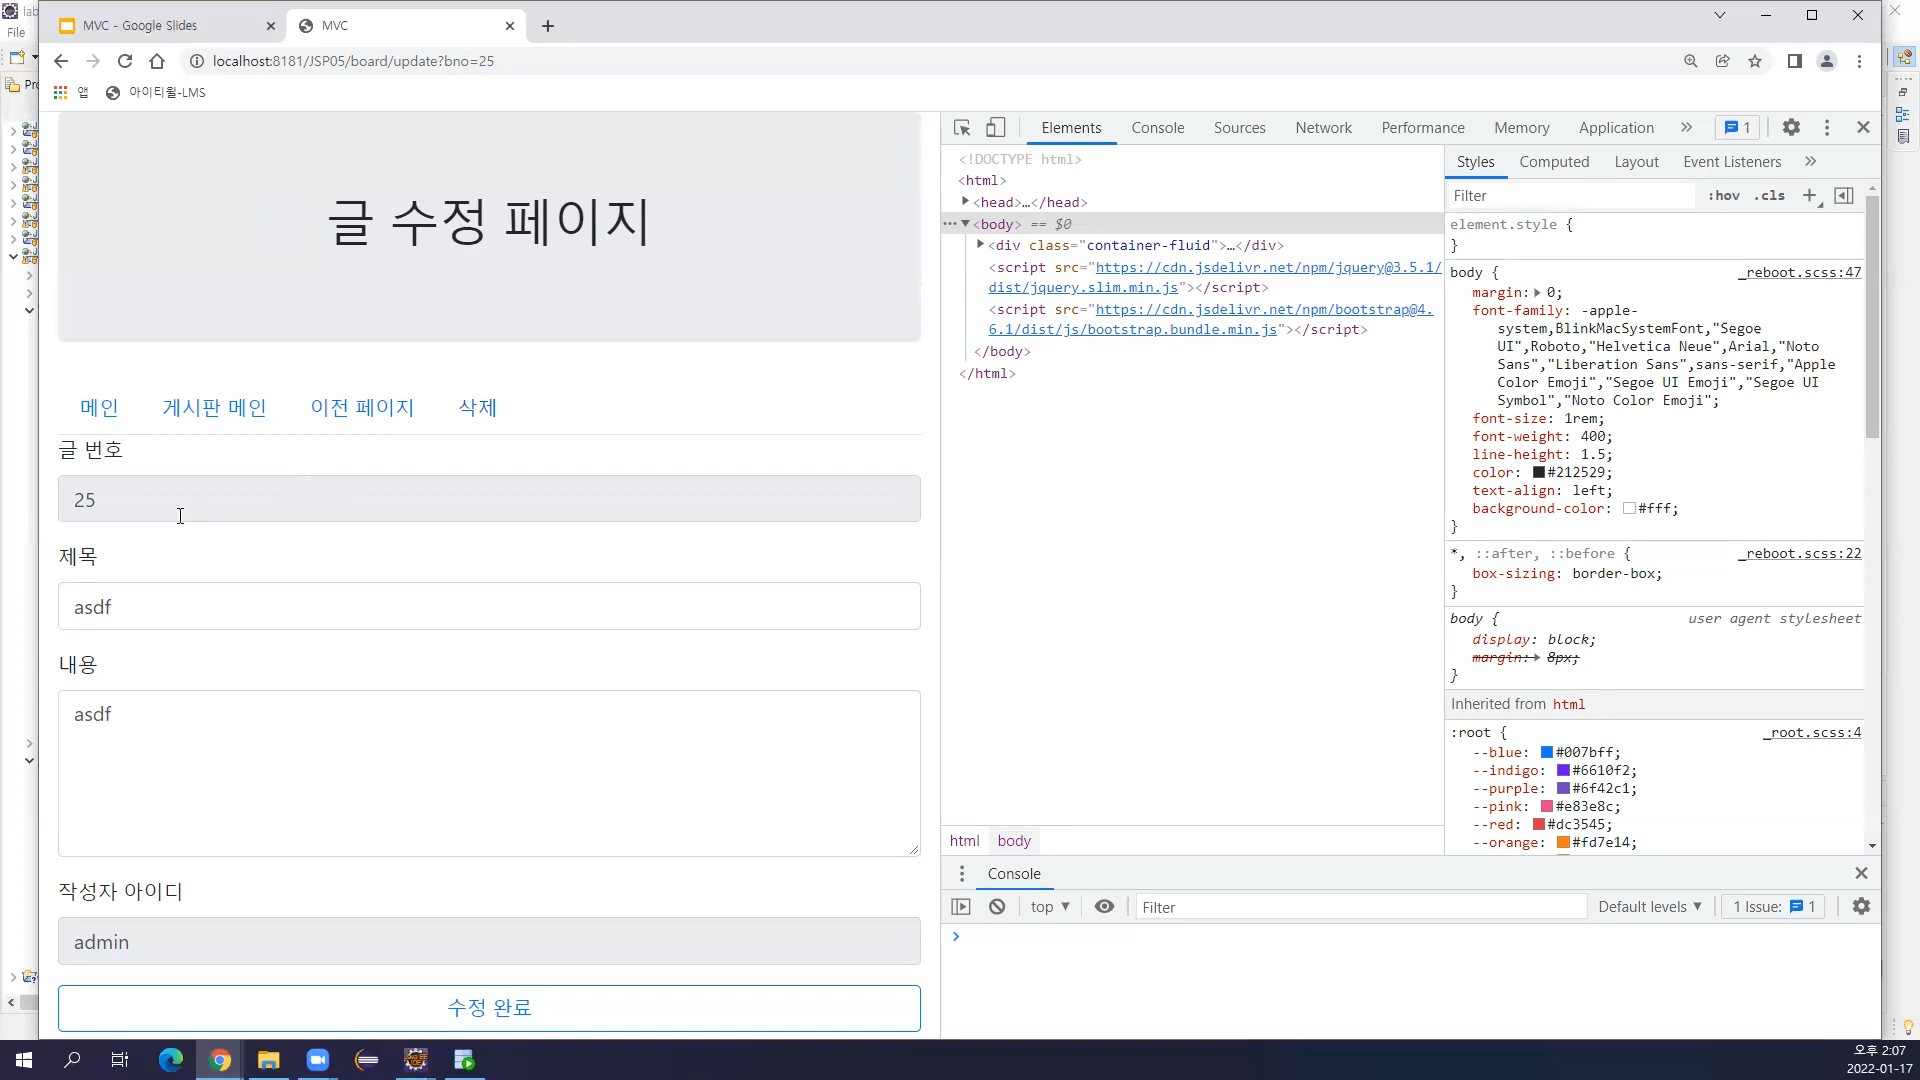 lab
File
Pro
MVC - Google Slides
MVC
localhost:8181/JSP05/board/update?bno=25
앱
아이티윌-LMS
글 수정 페이지
메인
게시판 메인
이전 페이지
삭제
글 번호
25
제목
asdf
내용
asdf
작성자 아이디
admin
수정 완료
Elements
Console
Sources
Network
Performance
Memory
Application
»
1
<!DOCTYPE html>
<html>
<head>…</head>
<body> == $0
<div class="container-fluid">…</div>
<script src="https://cdn.jsdelivr.net/npm/jquery@3.5.1/
dist/jquery.slim.min.js"></script>
<script src="https://cdn.jsdelivr.net/npm/bootstrap@4.
6.1/dist/js/bootstrap.bundle.min.js"></script>
</body>
</html>
html
body
Styles
Computed
Layout
Event Listeners
»
Filter
:hov
.cls
element.style {
}
body {
_reboot.scss:47
margin: 0;
font-family: -apple-
system,BlinkMacSystemFont,"Segoe
UI",Roboto,"Helvetica Neue",Arial,"Noto
Sans","Liberation Sans",sans-serif,"Apple
Color Emoji","Segoe UI Emoji","Segoe UI
Symbol","Noto Color Emoji";
font-size: 1rem;
font-weight: 400;
line-height: 1.5;
color: #212529;
text-align: left;
background-color: #fff;
}
*, ::after, ::before {
_reboot.scss:22
box-sizing: border-box;
}
body {
user agent stylesheet
display: block;
margin: 8px;
}
Inherited from html
:root {
_root.scss:4
--blue: #007bff;
--indigo: #6610f2;
--purple: #6f42c1;
--pink: #e83e8c;
--red: #dc3545;
--orange: #fd7e14;
Console
top
Filter
Default levels
1 Issue: 1
오후 2:07
2022-01-17